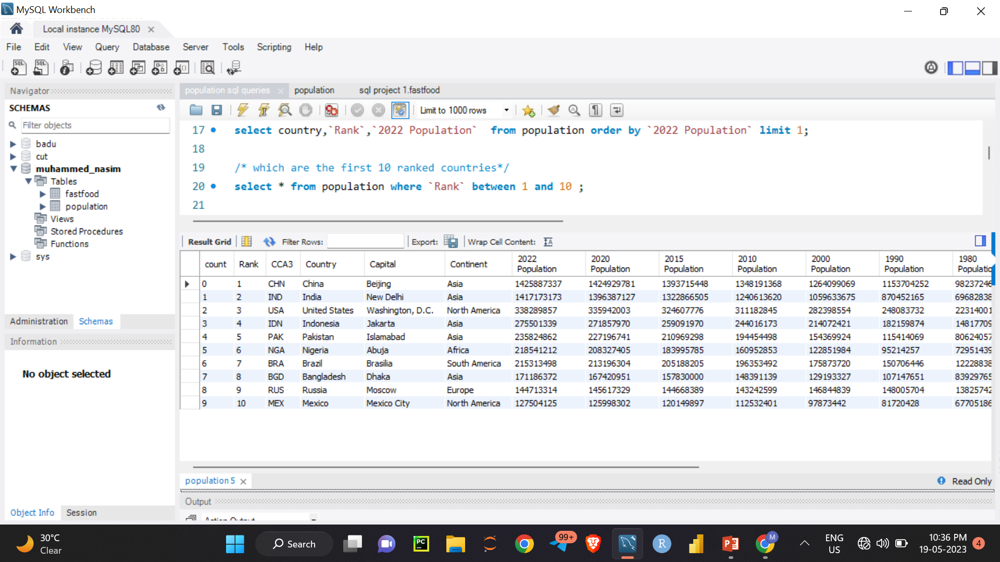 MySQL Workbench
Local instance MySQL80
File Edit View Query Database Server Tools Scripting Help
Navigator
SCHEMAS
Filter objects
badu
cut
muhammed_nasim
Tables
fastfood
population
Views
Stored Procedures
Functions
sys
Administration Schemas
Information
No object selected
Object Info Session
population sql queries population sql project 1.fastfood
Limit to 1000 rows
17 select country,`Rank`,`2022 Population` from population order by `2022 Population` limit 1;
18
19 /* which are the first 10 ranked countries*/
20 select * from population where `Rank` between 1 and 10 ;
21
Result Grid Filter Rows: Export: Wrap Cell Content:
count Rank CCA3 Country Capital Continent 2022 Population 2020 Population 2015 Population 2010 Population 2000 Population 1990 Population 1980
0 1 CHN China Beijing Asia 1425887337 1424929781 1393715448 1348191368 1264099069 1153704252 98237246
1 2 IND India New Delhi Asia 1417173173 1396387127 1322866505 1240613620 1059633675 870452165 69682838
2 3 USA United States Washington, D.C. North America 338289857 335942003 324607776 311182845 282398554 248083732 22314001
3 4 IDN Indonesia Jakarta Asia 275501339 271857970 259091970 244016173 214072421 182159874 14817709
4 5 PAK Pakistan Islamabad Asia 235824862 227196741 210969298 194454498 154369924 115414069 80624057
5 6 NGA Nigeria Abuja Africa 218541212 208327405 183995785 160952853 122851984 95214257 72951439
6 7 BRA Brazil Brasilia South America 215313498 213196304 205188205 196353492 175873720 150706446 12228838
7 8 BGD Bangladesh Dhaka Asia 171186372 167420951 157830000 148391139 129193327 107147651 83929765
8 9 RUS Russia Moscow Europe 144713314 145617329 144668389 143242599 146844839 148005704 13825742
9 10 MEX Mexico Mexico City North America 127504125 125998302 120149897 112532401 97873442 81720428 67705186
population 5
Read Only
Output
Action Output
30°C
Clear
Search
PC
99+
R
P
M
ENG
US
10:36 PM
19-05-2023
4